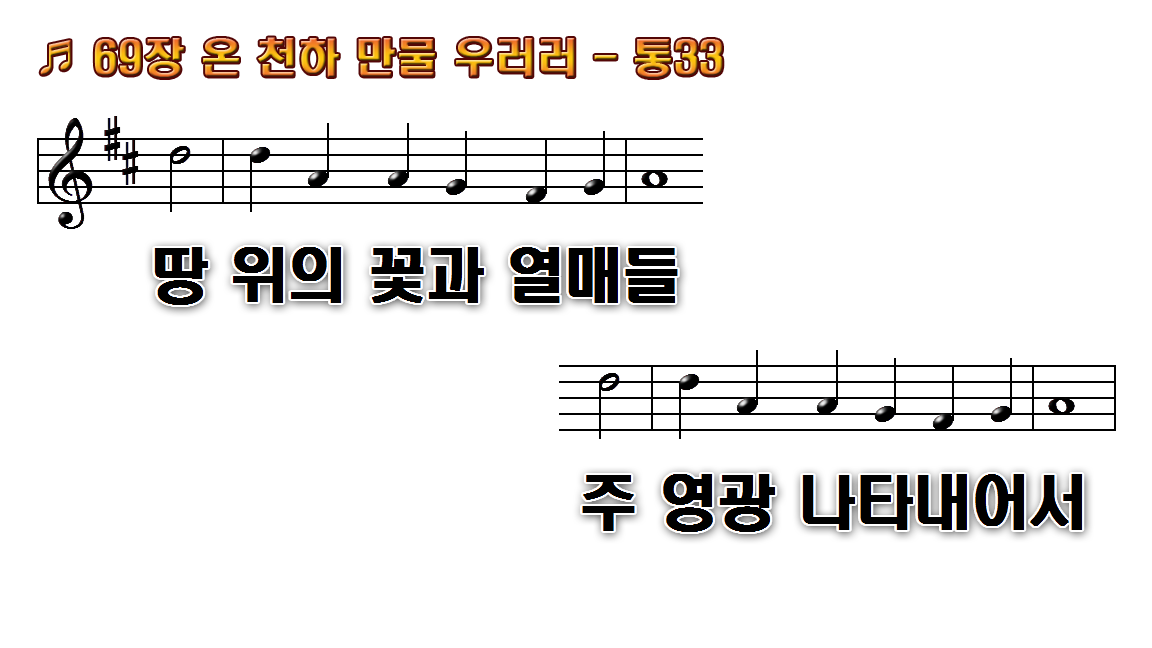 ♬ 69장 온 천하 만물 우러러 - 통33
땅 위의 꽃과 열매들
주 영광 나타내어서